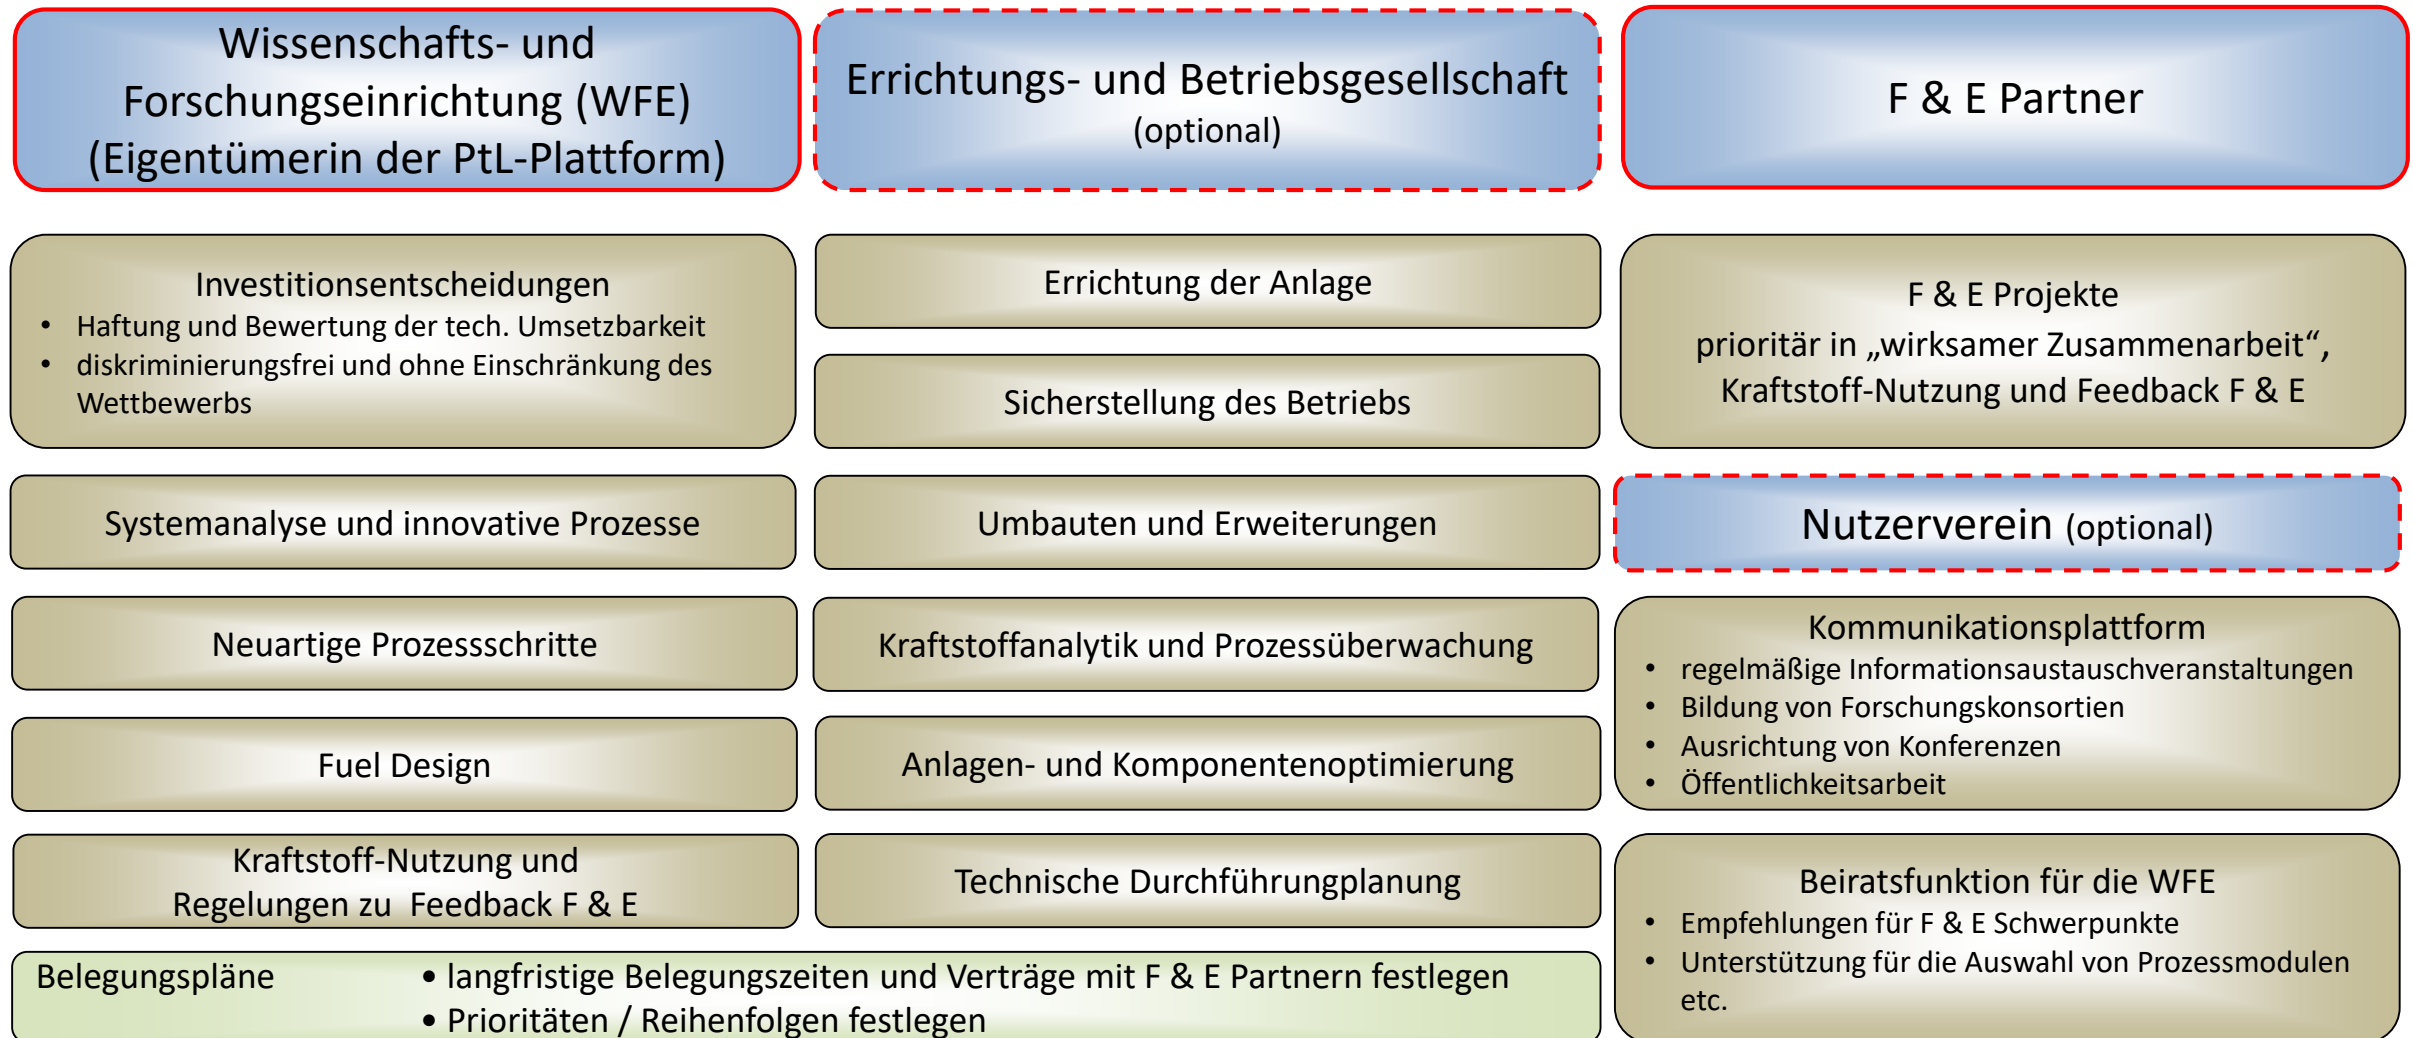 Wissenschafts- und
Forschungseinrichtung (WFE)
(Eigentümerin der PtL-Plattform)
Investitionsentscheidungen
• Haftung und Bewertung der tech. Umsetzbarkeit
• diskriminierungsfrei und ohne Einschränkung des
Wettbewerbs
Systemanalyse und innovative Prozesse
Neuartige Prozessschritte
Fuel Design
Kraftstoff-Nutzung und
Regelungen zu Feedback F & E
Errichtungs- und Betriebsgesellschaft
(optional)
Errichtung der Anlage
Sicherstellung des Betriebs
Umbauten und Erweiterungen
Kraftstoffanalytik und Prozessüberwachung
Anlagen- und Komponentenoptimierung
Technische Durchführungplanung
Belegungspläne • langfristige Belegungszeiten und Verträge mit F & E Partnern festlegen
• Prioritäten / Reihenfolgen festlegen
F & E Partner
F & E Projekte
prioritär in „wirksamer Zusammenarbeit“,
Kraftstoff-Nutzung und Feedback F & E
Nutzerverein (optional)
Kommunikationsplattform
• regelmäßige Informationsaustauschveranstaltungen
• Bildung von Forschungskonsortien
• Ausrichtung von Konferenzen
• Öffentlichkeitsarbeit
Beiratsfunktion für die WFE
• Empfehlungen für F & E Schwerpunkte
• Unterstützung für die Auswahl von Prozessmodulen
etc.